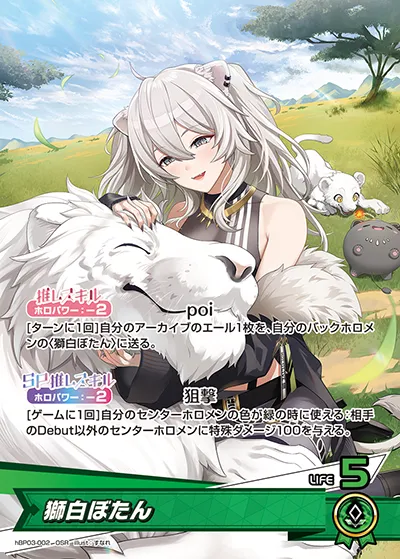 推しスキル
ホロパワー：－2
poi
[ターンに1回]自分のアーカイブのエール1枚を、自分のバックホロメ
ンの〈獅白ぼたん〉に送る。
SP推しスキル
ホロパワー：－2
狙撃
[ゲームに1回]自分のセンターホロメンの色が緑の時に使える：相手
のDebut以外のセンターホロメンに特殊ダメージ100を与える。
LIFE 5
獅白ぼたん
hBP03-002 OSR illust：すなれ